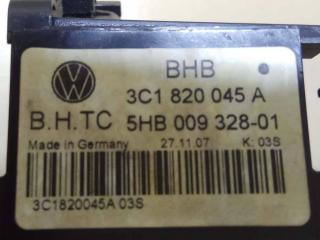 BHB
3C1 820 045 A
B.H.TC 5HB 009 328-01
Made in Germany 27.11.07 K: 03S
3C1820045A 03S